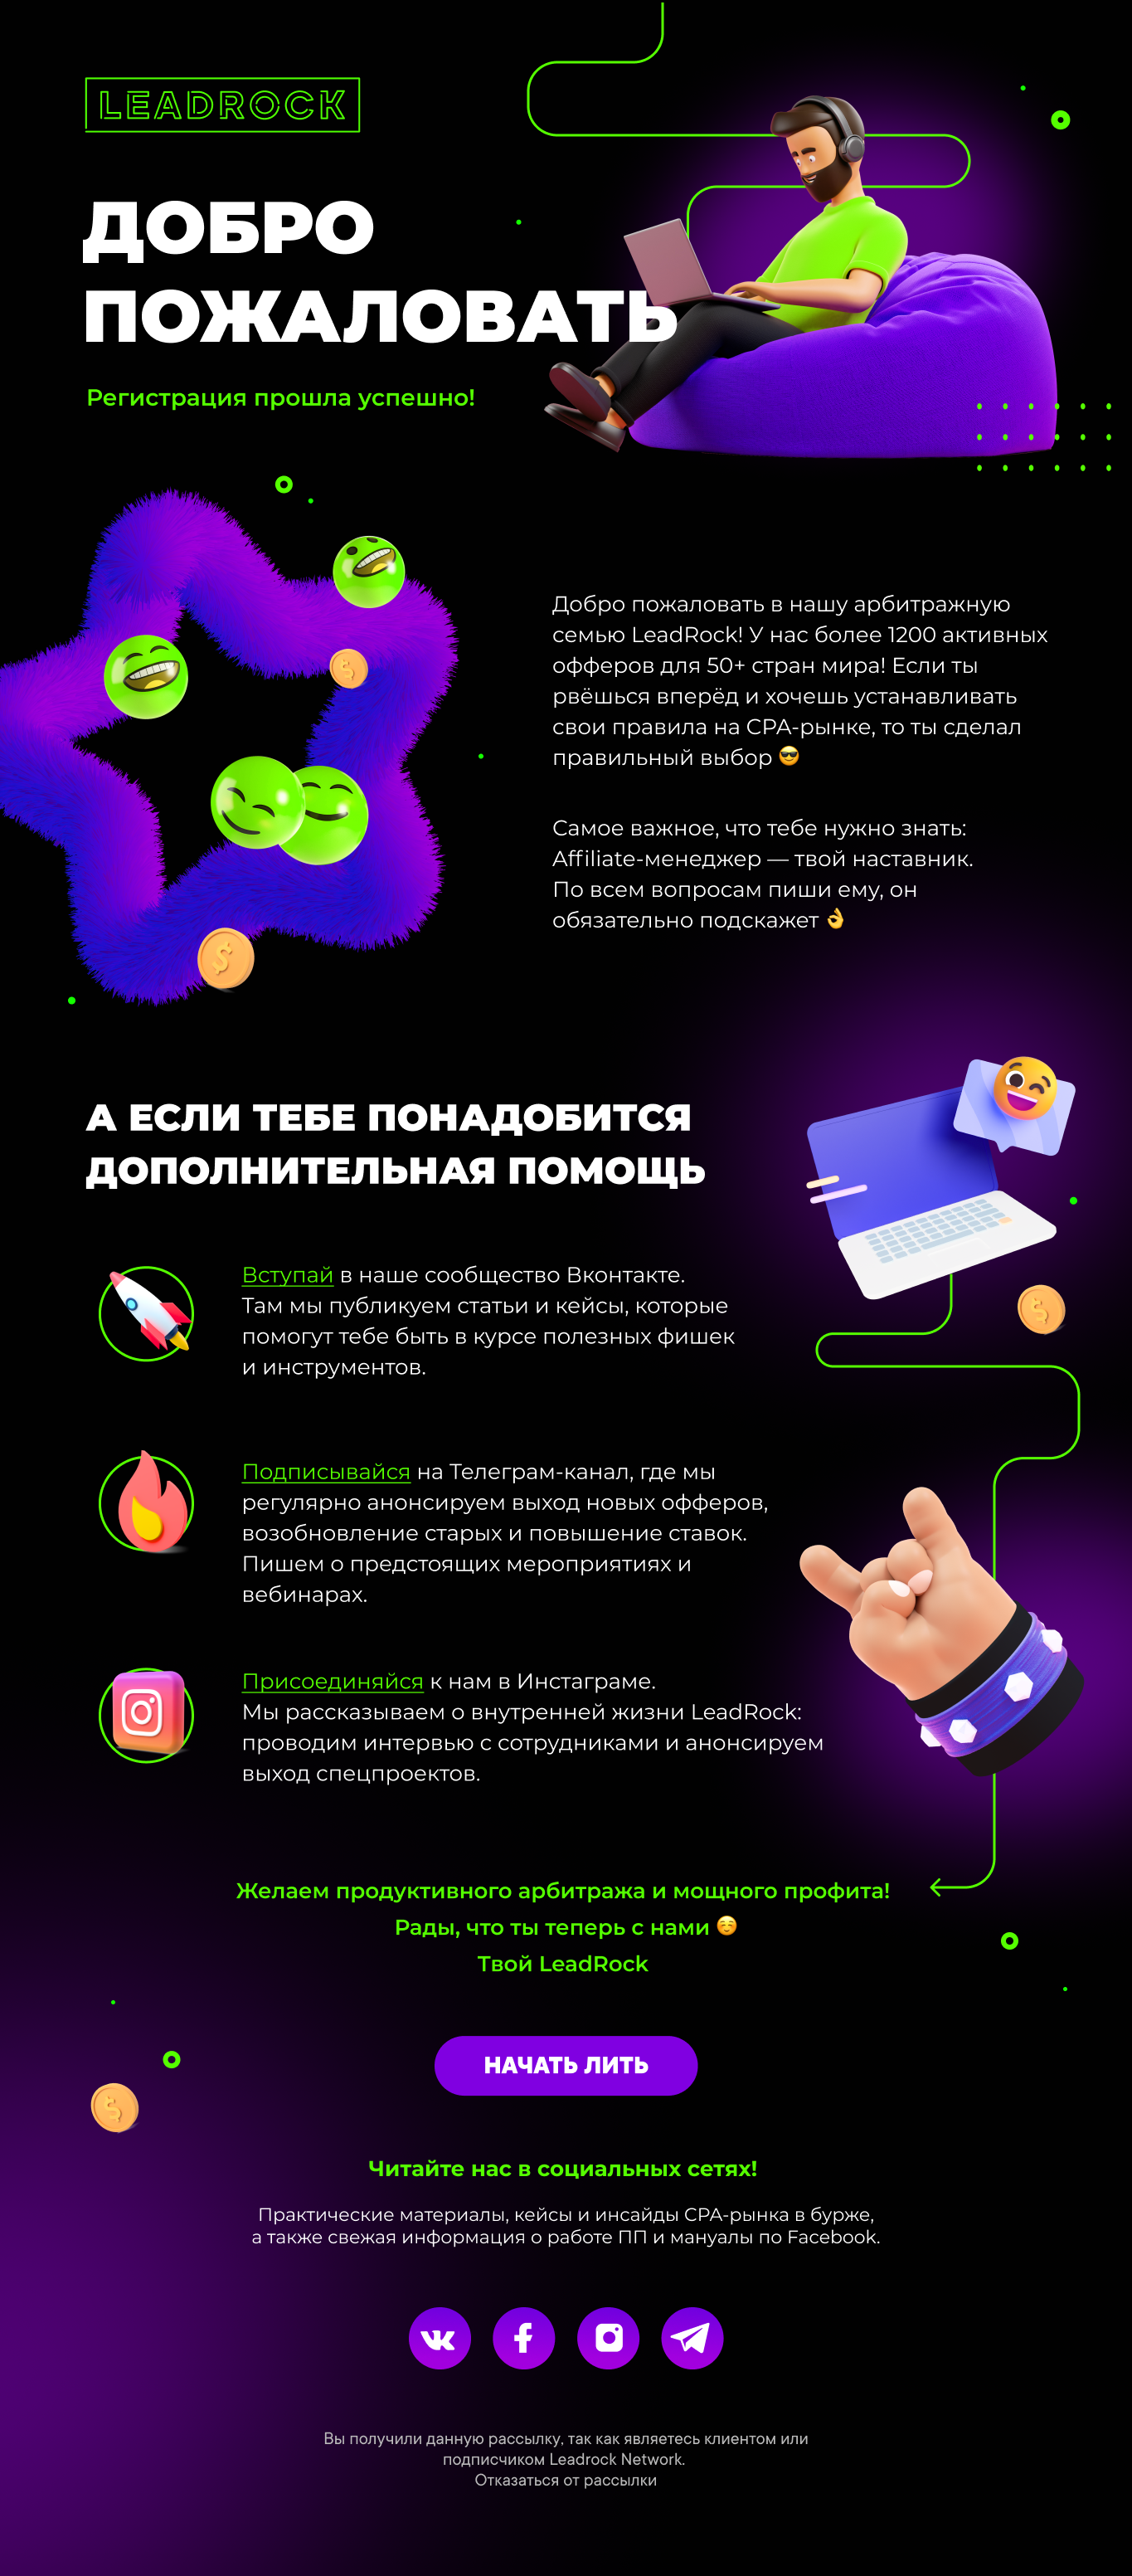 LEADROCK
ДОБРО
ПОЖАЛОВАТЬ
Регистрация прошла успешно!
Добро пожаловать в нашу арбитражную
семью LeadRock! У нас более 1200 активных
офферов для 50+ стран мира! Если ты
рвёшься вперёд и хочешь устанавливать
свои правила на CPA-рынке, то ты сделал
правильный выбор 😎
Самое важное, что тебе нужно знать:
Affiliate-менеджер — твой наставник.
По всем вопросам пиши ему, он
обязательно подскажет 👌
А ЕСЛИ ТЕБЕ ПОНАДОБИТСЯ
ДОПОЛНИТЕЛЬНАЯ ПОМОЩЬ
Вступай в наше сообщество Вконтакте.
Там мы публикуем статьи и кейсы, которые
помогут тебе быть в курсе полезных фишек
и инструментов.
Подписывайся на Телеграм-канал, где мы
регулярно анонсируем выход новых офферов,
возобновление старых и повышение ставок.
Пишем о предстоящих мероприятиях и
вебинарах.
Присоединяйся к нам в Инстаграме.
Мы рассказываем о внутренней жизни LeadRock:
проводим интервью с сотрудниками и анонсируем
выход спецпроектов.
Желаем продуктивного арбитража и мощного профита!
Рады, что ты теперь с нами ☺️
Твой LeadRock
НАЧАТЬ ЛИТЬ
Читайте нас в социальных сетях!
Практические материалы, кейсы и инсайды CPA-рынка в бурже,
а также свежая информация о работе ПП и мануалы по Facebook.
Вы получили данную рассылку, так как являетесь клиентом или
подписчиком Leadrock Network.
Отказаться от рассылки